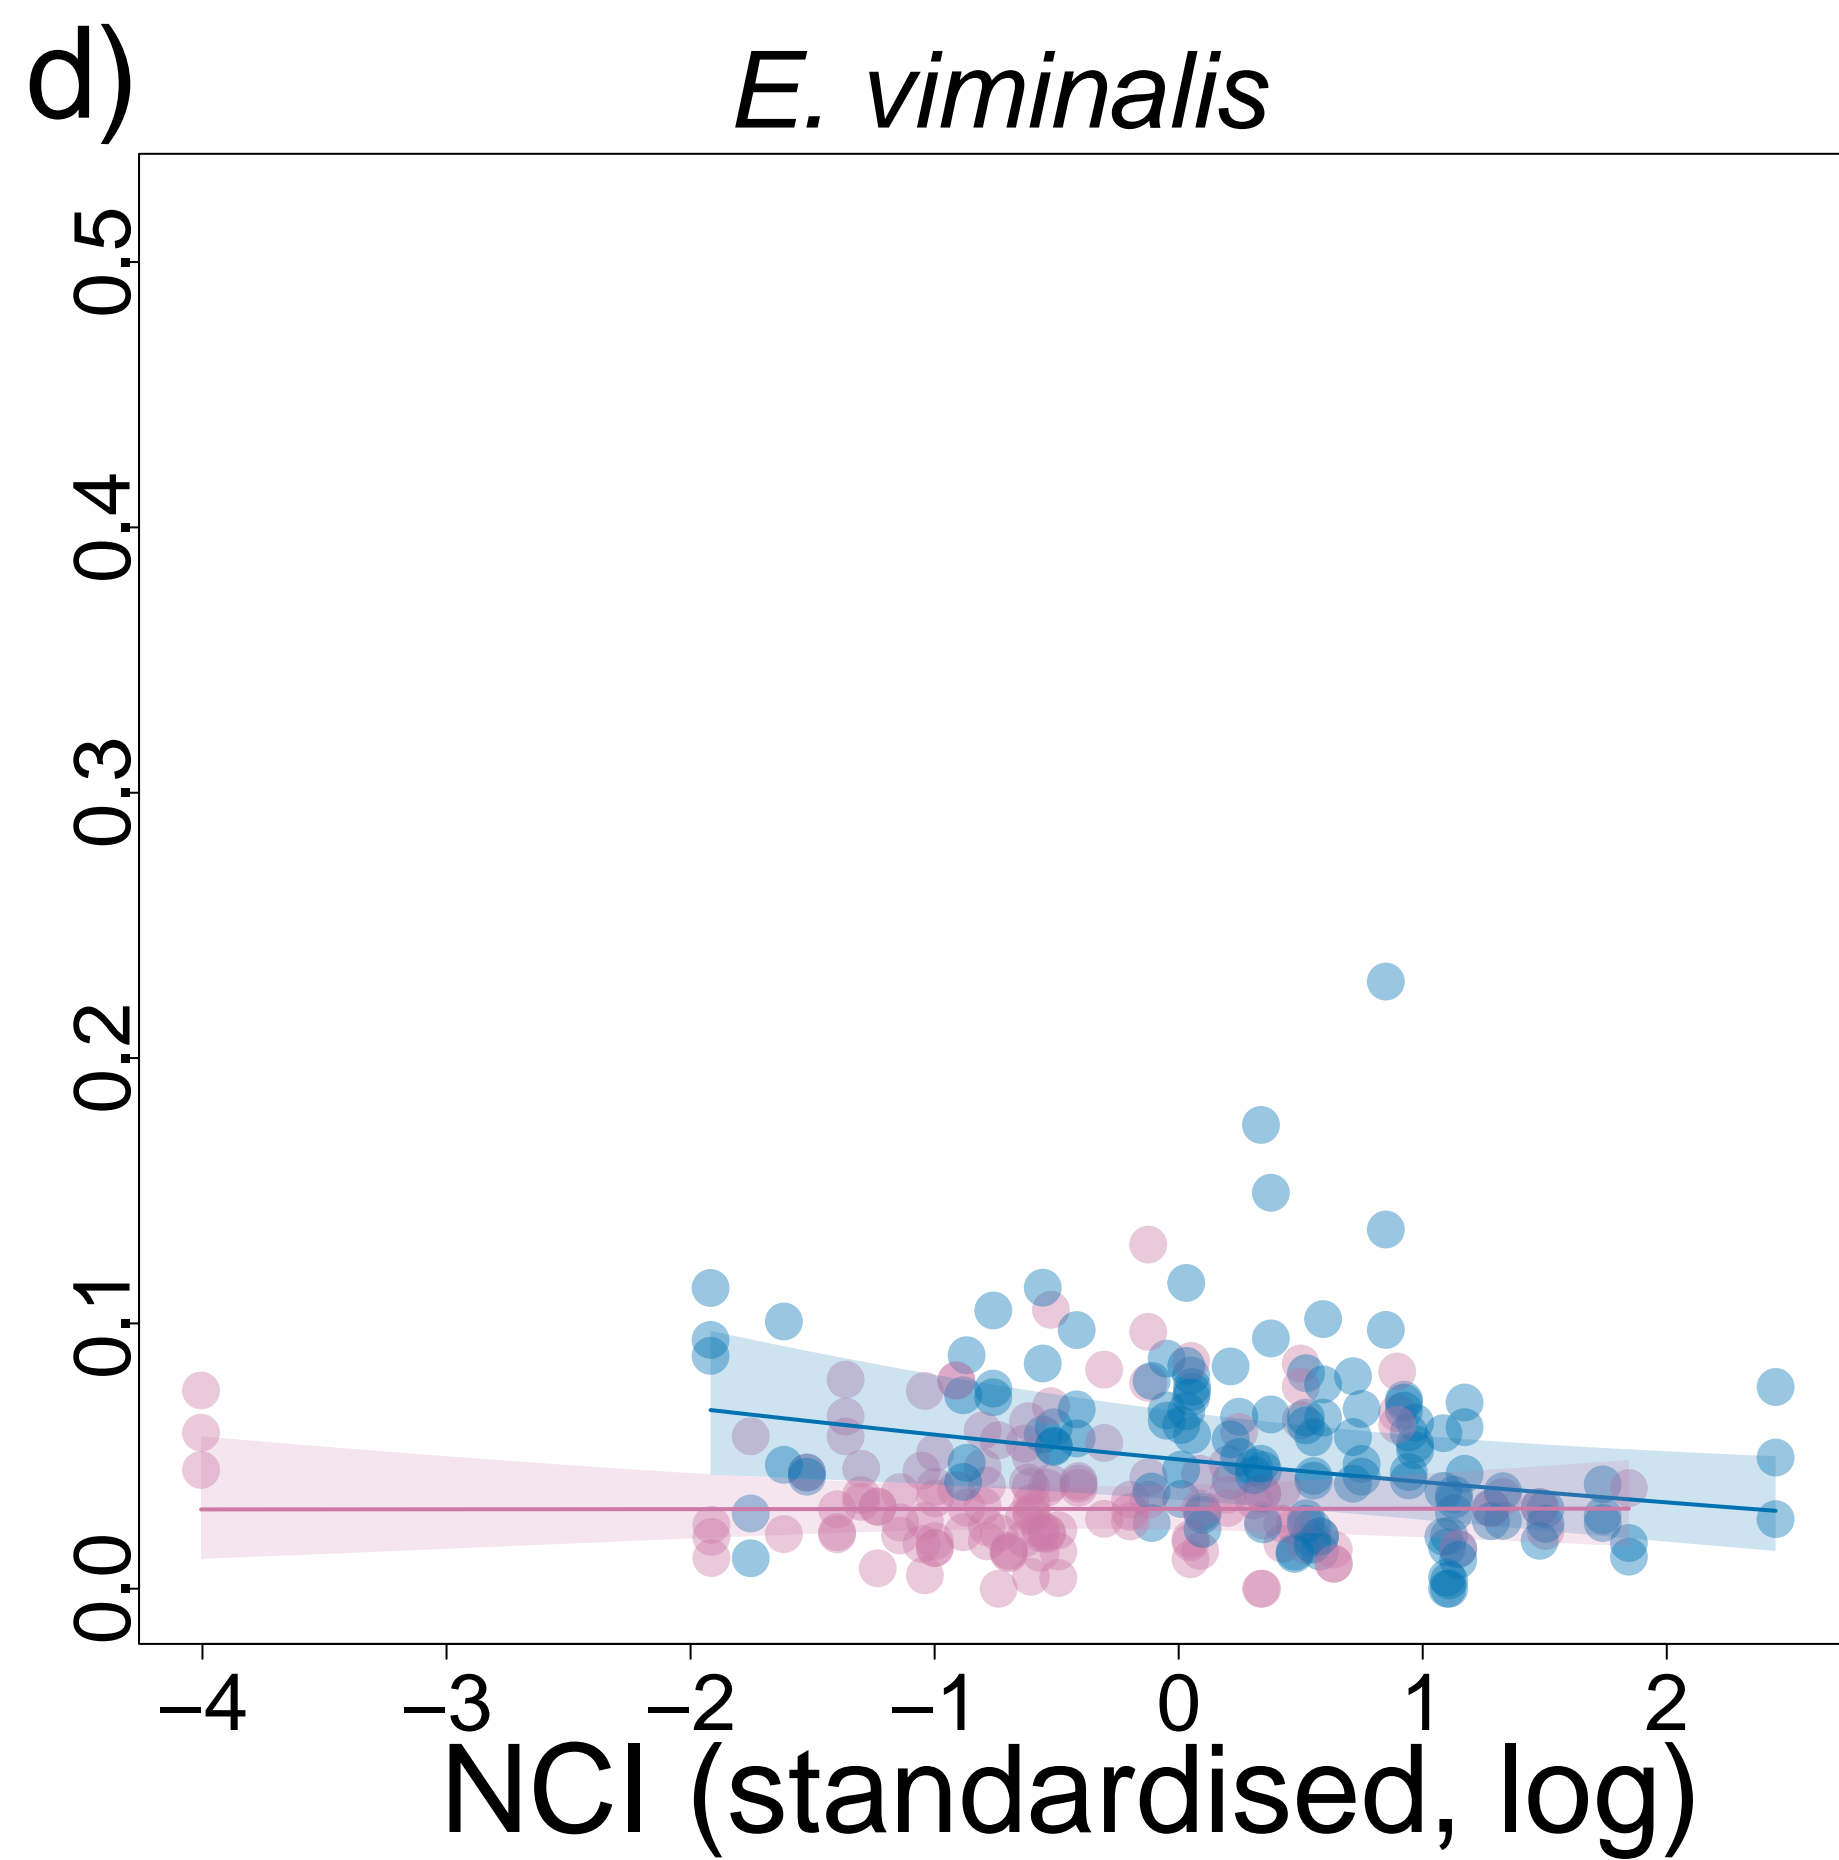 d)
E. viminalis
0.5
0.4
0.3
0.2
0.1
0.0
–4 –3 –2 –1 0 1 2
NCI (standardised, log)